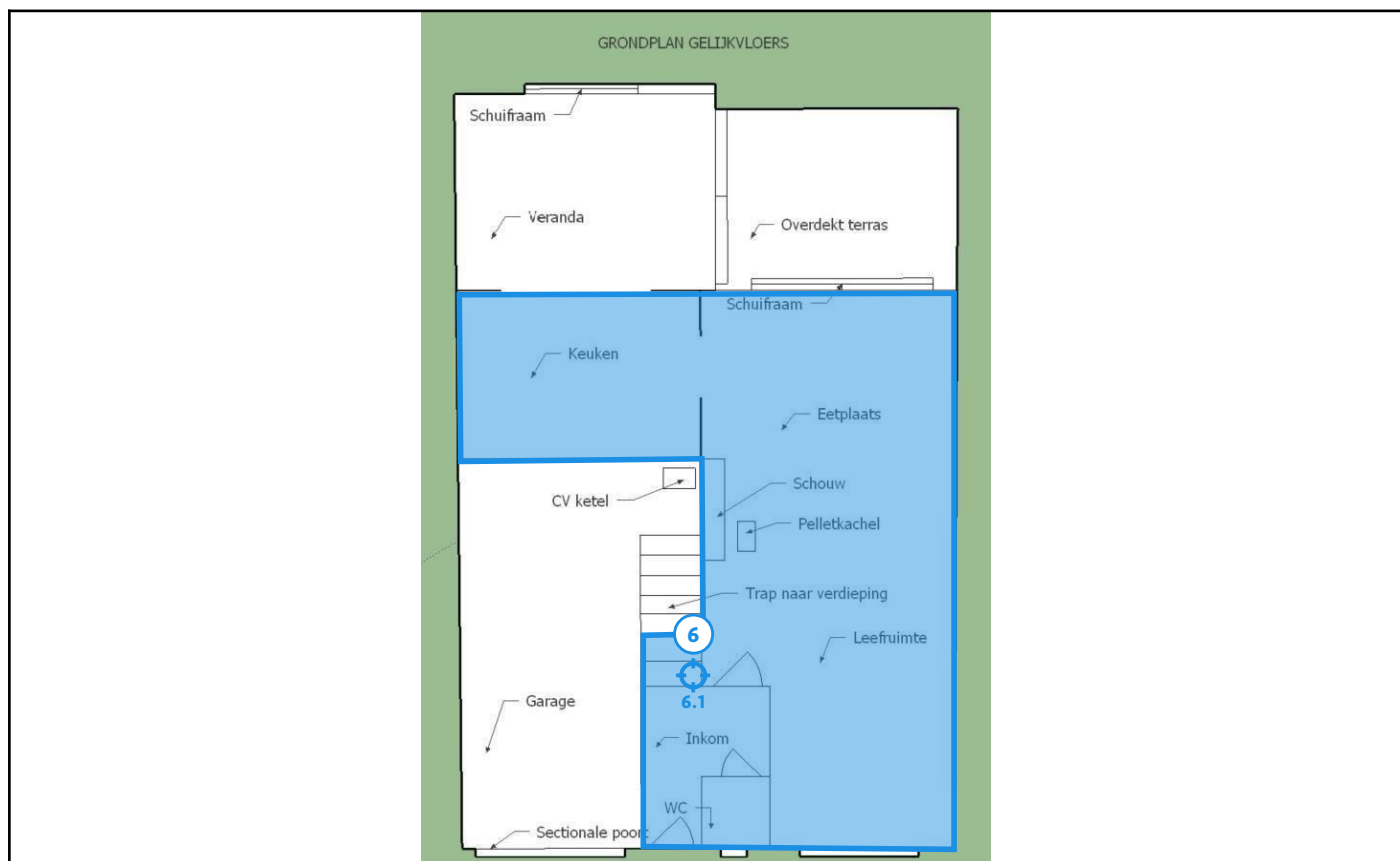 GRONDPLAN GELIJKVLOERS
Schuifraam
Veranda
Overdekt terras
Schuifraam
Keuken
Eetplaats
Schouw
CV ketel
Pelletkachel
Trap naar verdieping
6
Leefruimte
6.1
Garage
Inkom
WC
Sectionale poort